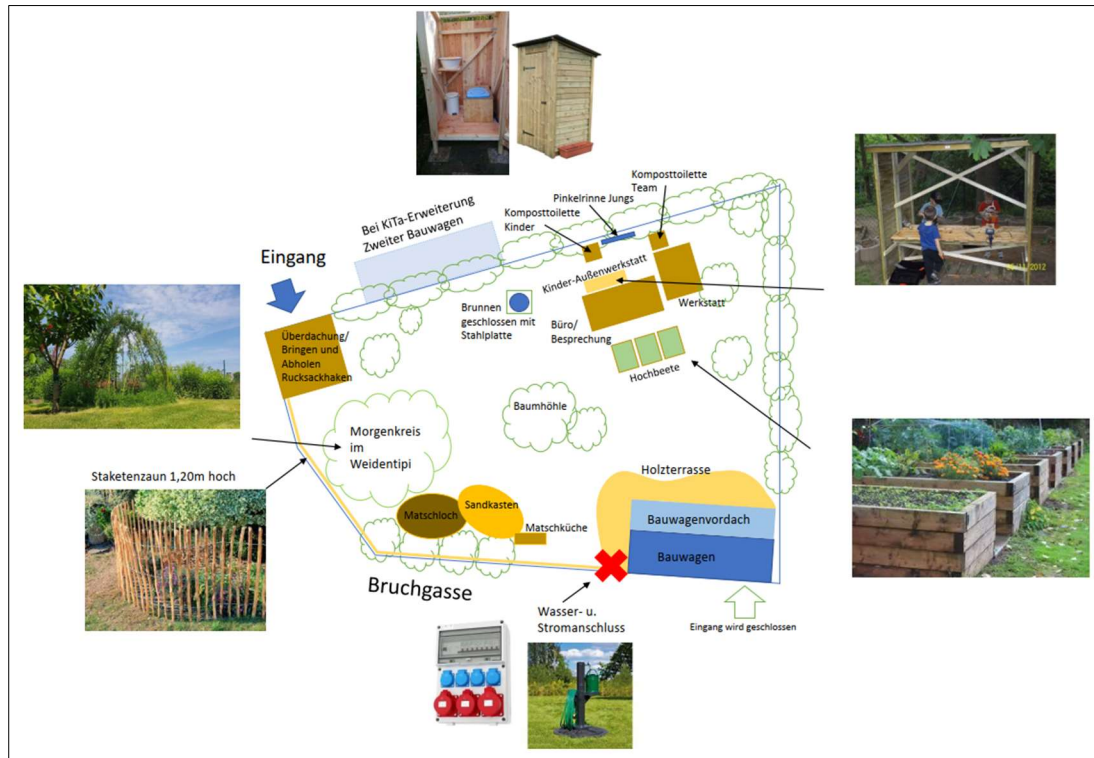 Komposttoilette
Team
Pinkelrinne Jungs
Komposttoilette
Kinder
Bei KiTa-Erweiterung
Zweiter Bauwagen
Eingang
Kinder-Außenwerkstatt
Werkstatt
Brunnen
geschlossen mit
Stahlplatte
Büro/
Besprechung
Überdachung/
Bringen und
Abholen
Rucksackhaken
Hochbeete
Baumhöhle
Morgenkreis
im
Weidentipi
Staketenzaun 1,20m hoch
Holzterrasse
Sandkasten
Matschloch
Matschküche
Bauwagenvordach
Bauwagen
Bruchgasse
Wasser- u.
Stromanschluss
Eingang wird geschlossen